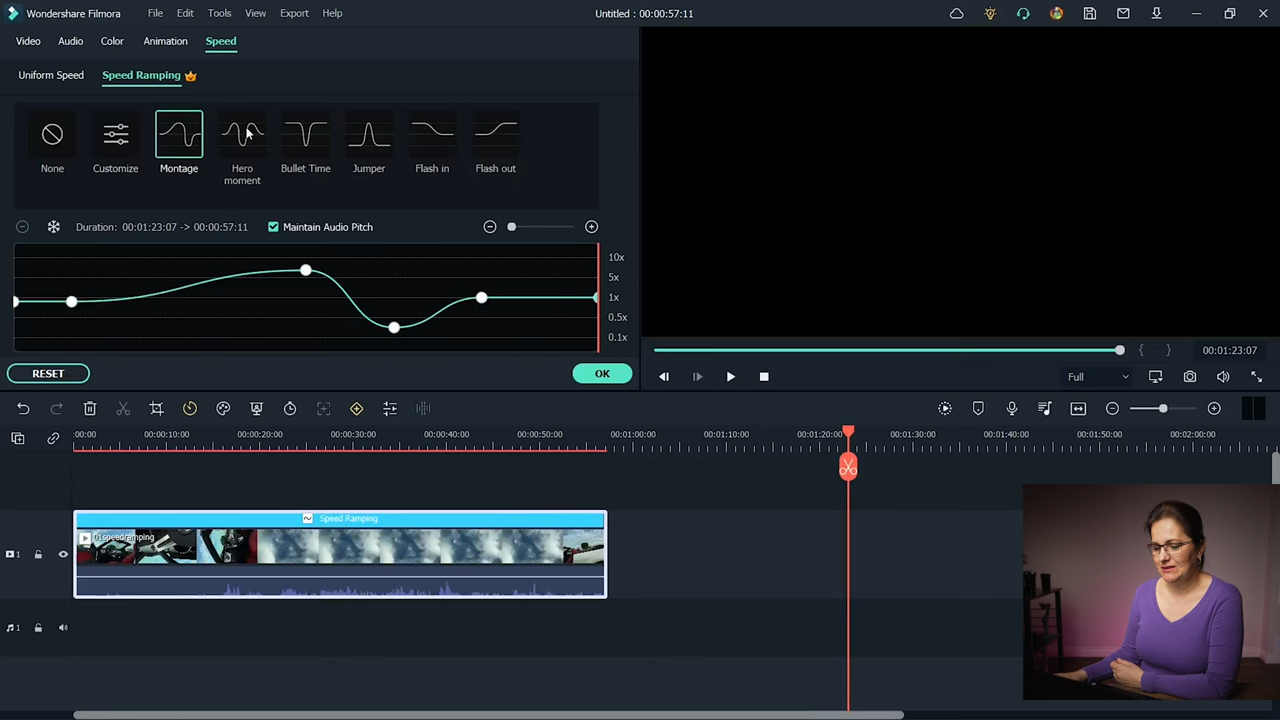 Wondershare Filmora File Edit Tools View Export Help Untitled : 00:00:57:11
Video Audio Color Animation Speed
Uniform Speed Speed Ramping
None Customize Montage Hero moment Bullet Time Jumper Flash in Flash out
Duration: 00:01:23:07 -> 00:00:57:11 Maintain Audio Pitch
10x
5x
1x
0.5x
0.1x
RESET OK
00:01:23:07
Full
:00:00 00:00:10:00 00:00:20:00 00:00:30:00 00:00:40:00 00:00:50:00 00:01:00:00 00:01:10:00 00:01:20:00 00:01:30:00 00:01:40:00 00:01:50:00 00:02:00:00
Speed Ramping
01speedramping
1
1